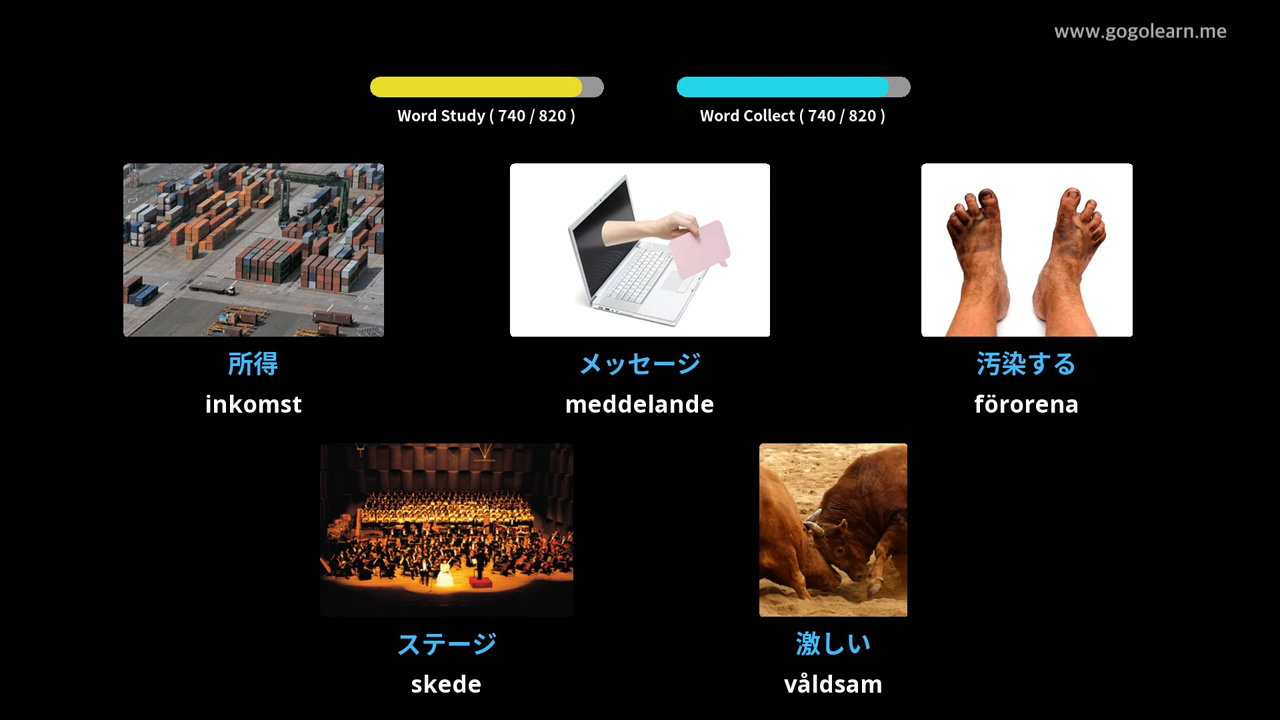 www.gogolearn.me
Word Study ( 740 / 820 )
Word Collect ( 740 / 820 )
所得
inkomst
メッセージ
meddelande
汚染する
förorena
ステージ
skede
激しい
våldsam